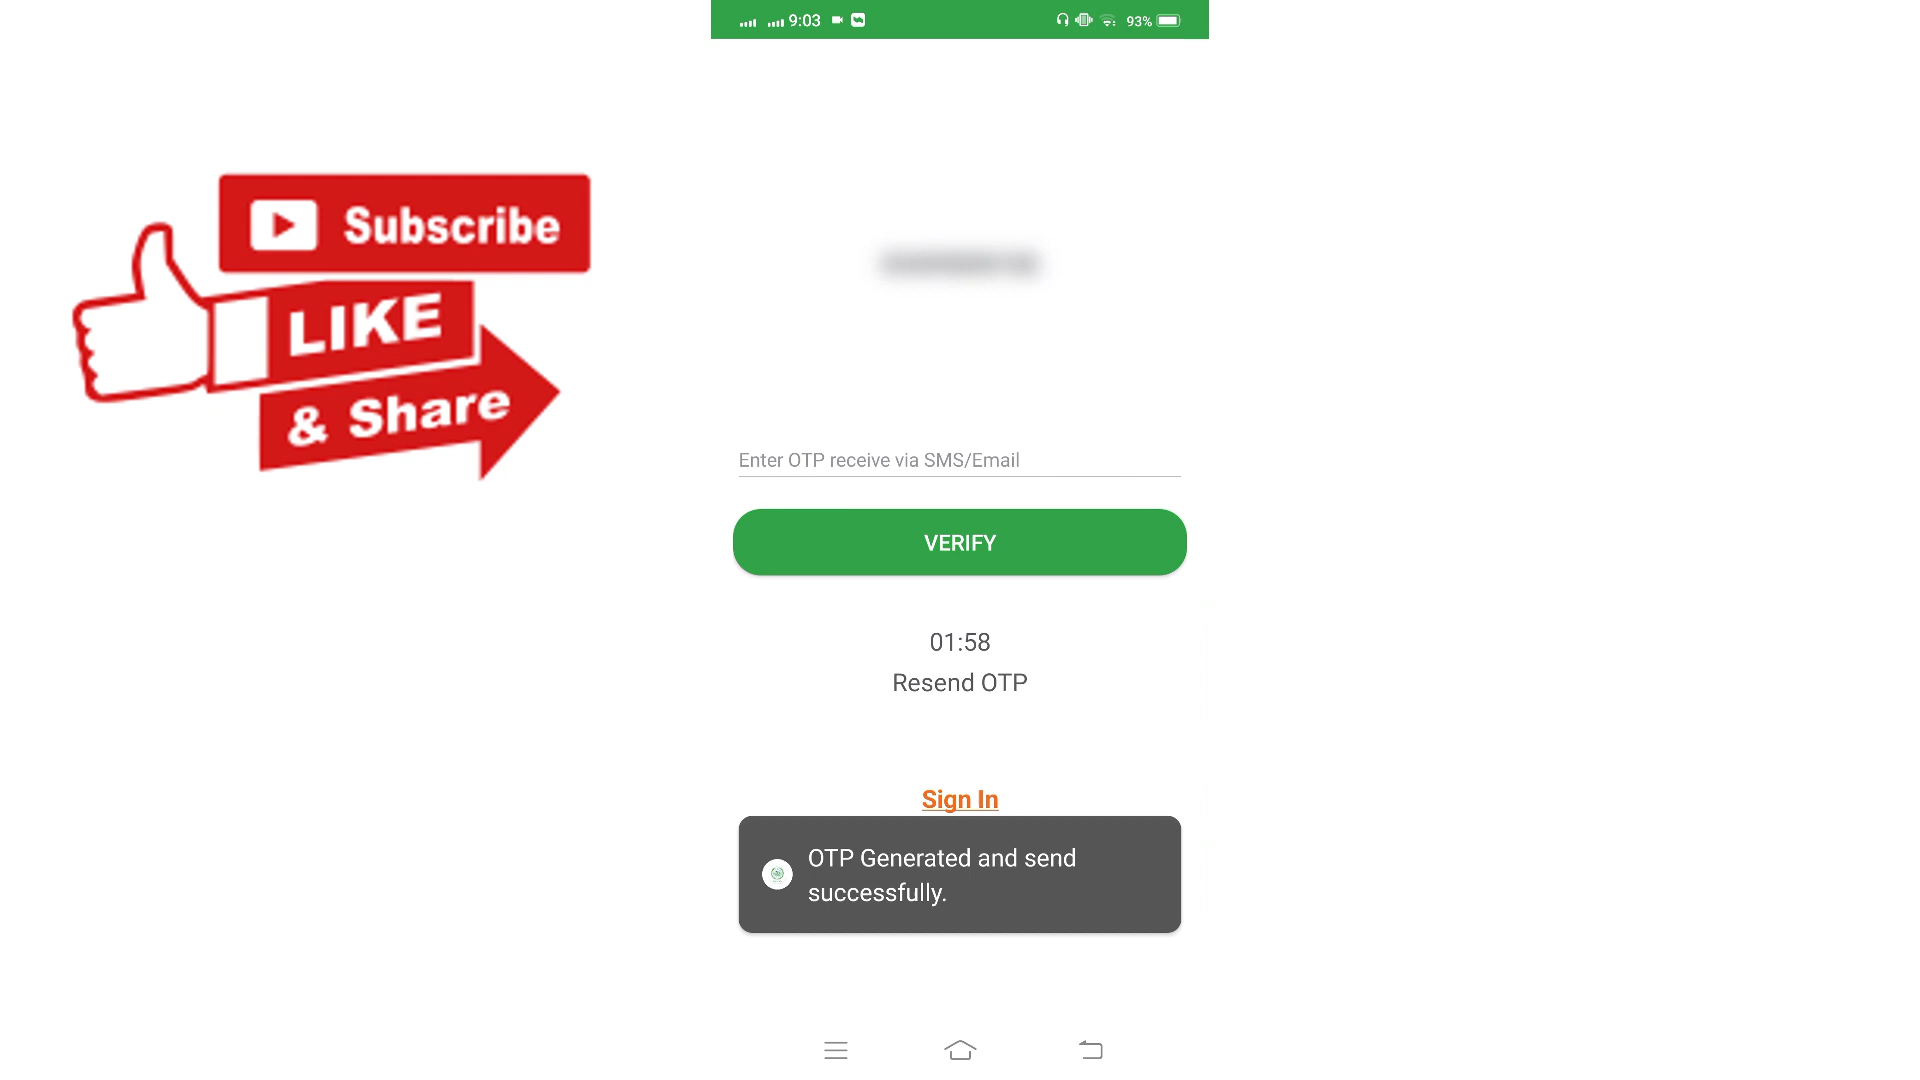 Subscribe
LIKE
& Share
9:03
93%
Enter OTP receive via SMS/Email
VERIFY
01:58
Resend OTP
Sign In
OTP Generated and send
successfully.